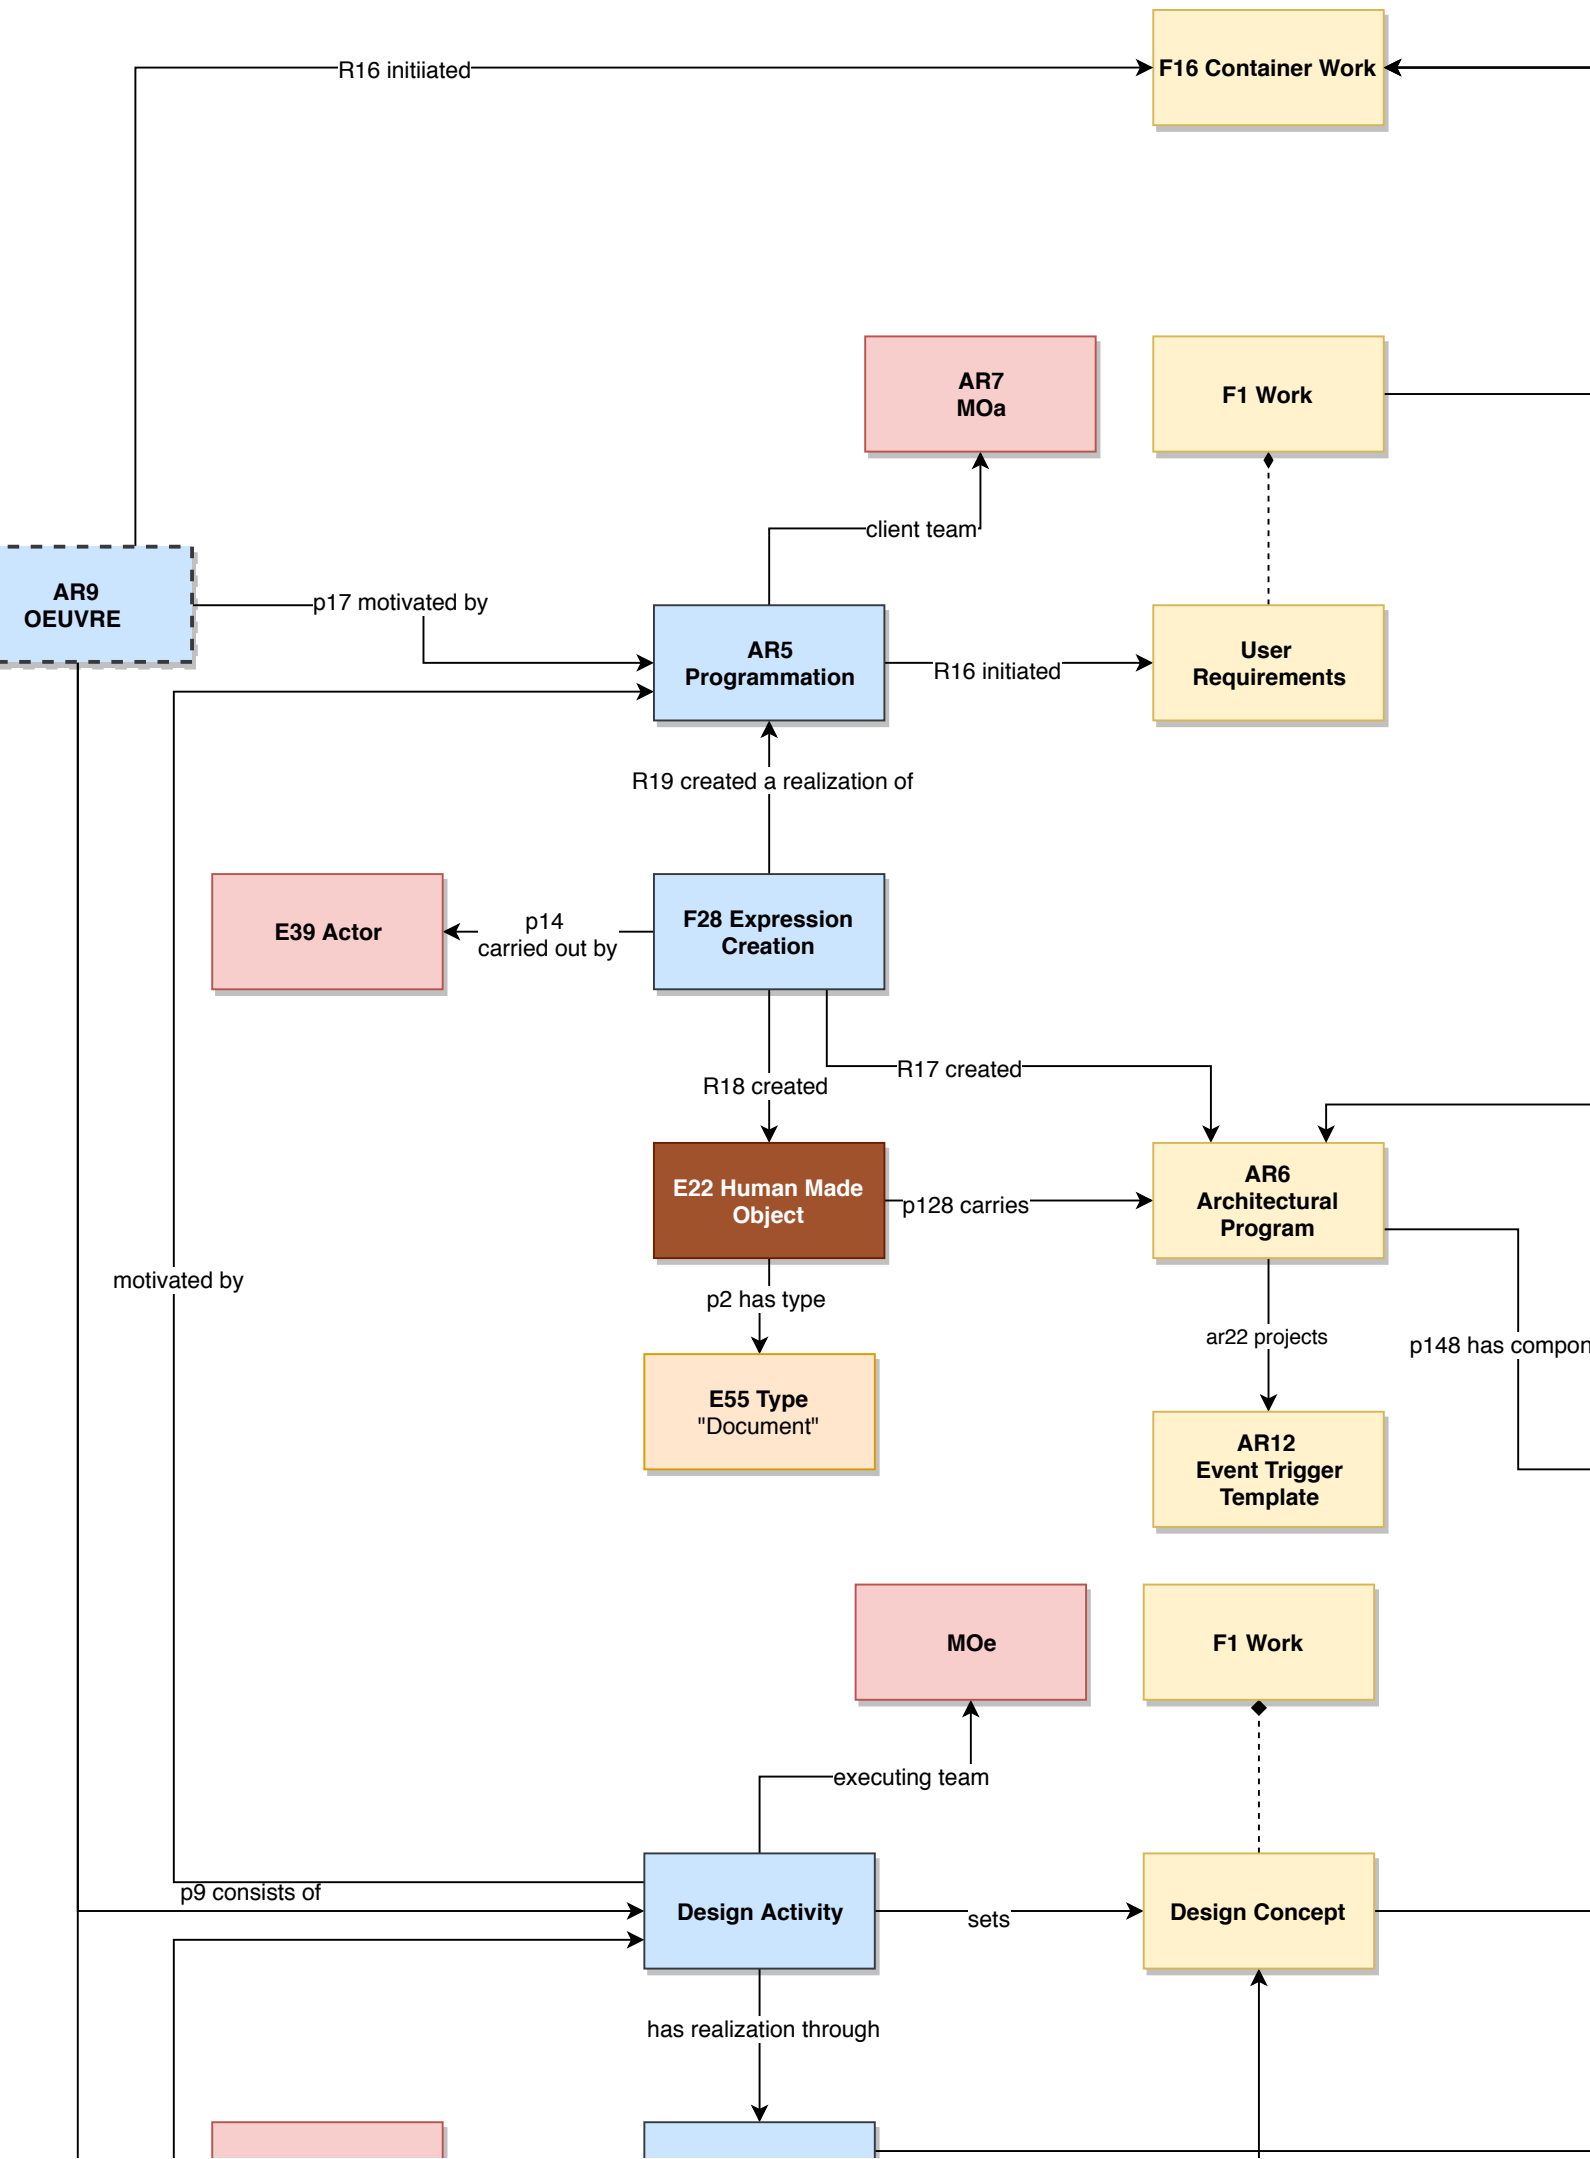 F16 Container Work
R16 initiiated
AR7
MOa
F1 Work
client team
AR9
OEUVRE
p17 motivated by
AR5
Programmation
R16 initiated
User
Requirements
R19 created a realization of
E39 Actor
p14
carried out by
F28 Expression
Creation
R17 created
R18 created
E22 Human Made
Object
p128 carries
AR6
Architectural
Program
motivated by
p2 has type
ar22 projects
p148 has compon
E55 Type
"Document"
AR12
Event Trigger
Template
MOe
F1 Work
executing team
p9 consists of
Design Activity
sets
Design Concept
has realization through